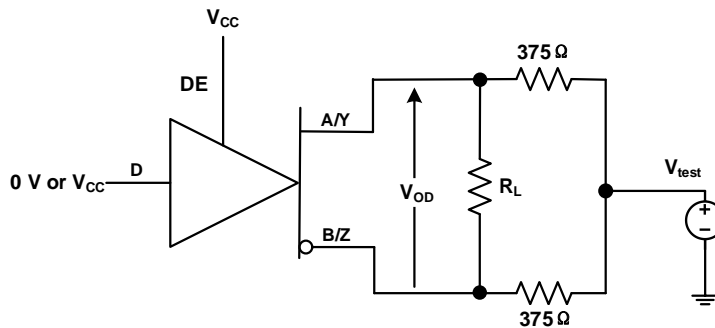 VCC
DE
375 Ω
A/Y
0 V or VCC
D
VOD
RL
Vtest
+
−
B/Z
375 Ω